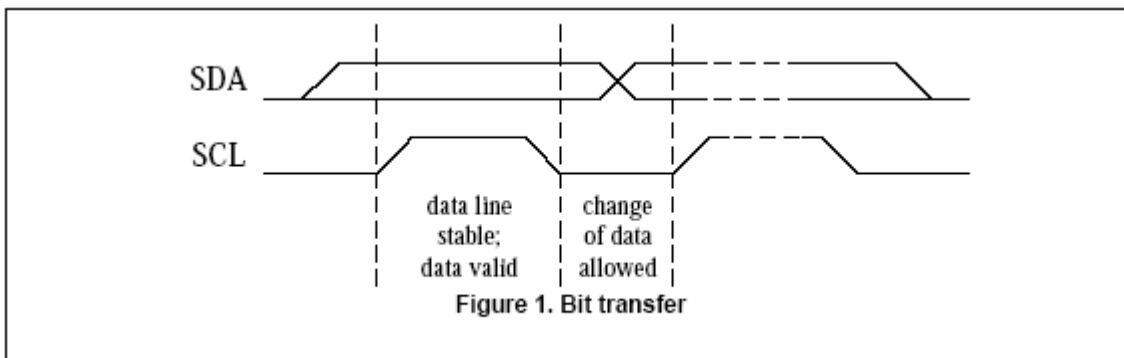 SDA
SCL
data line
stable;
data valid
change
of data
allowed
Figure 1. Bit transfer